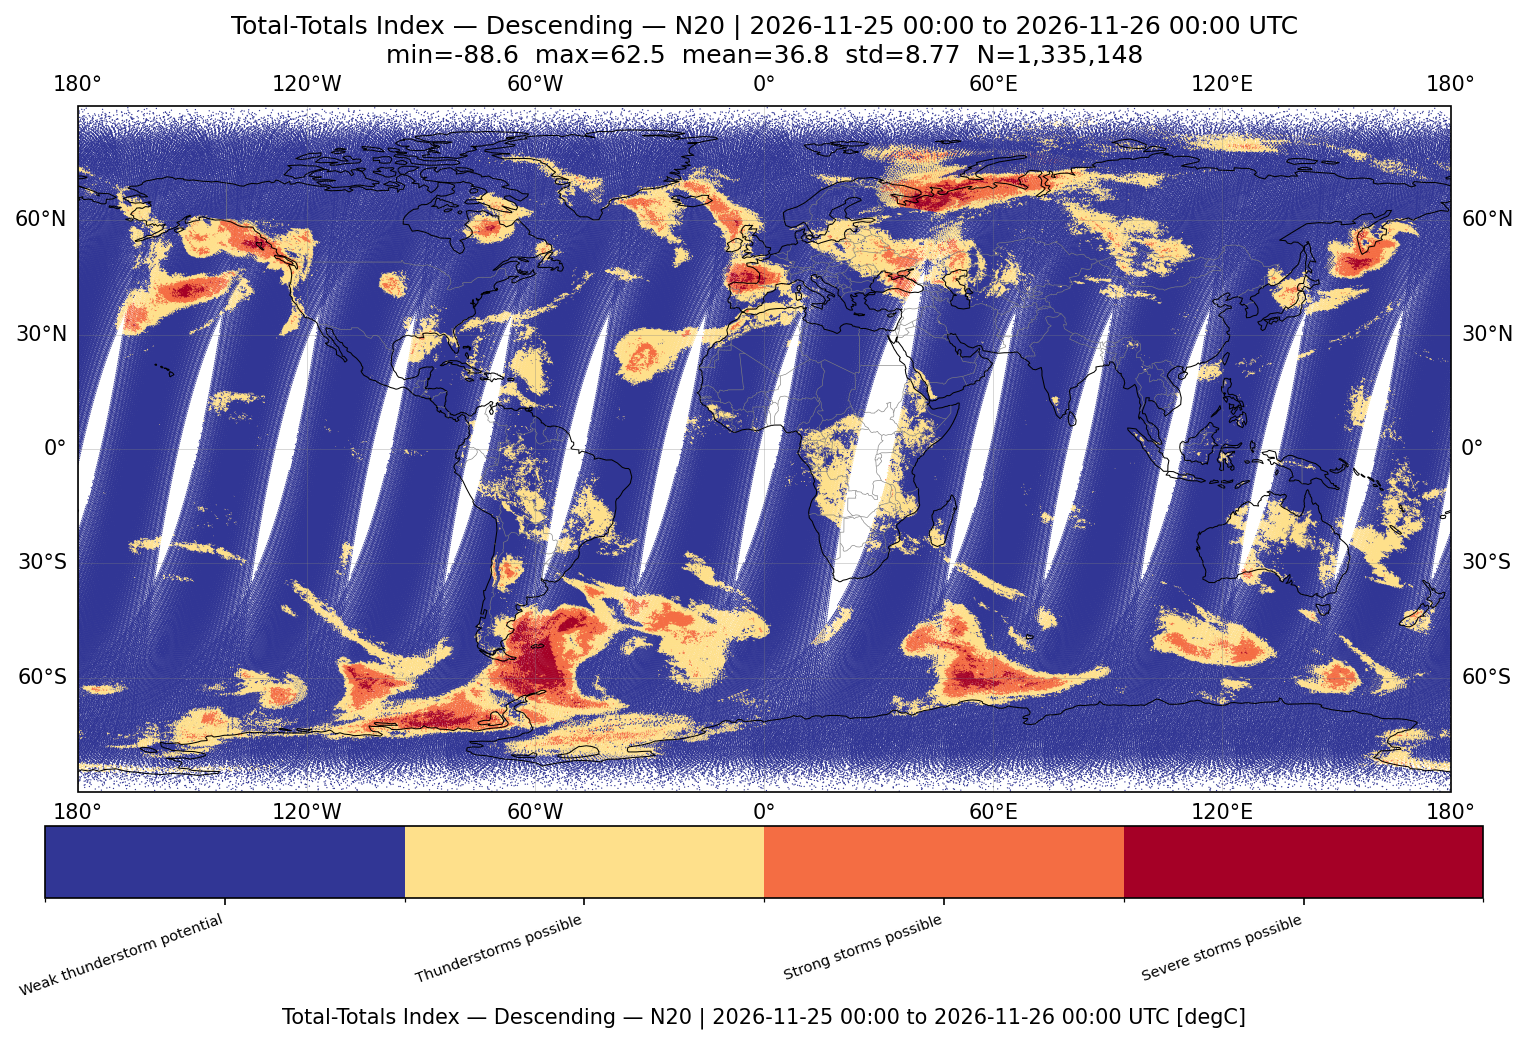 Total-Totals Index — Descending — N20 | 2026-11-25 00:00 to 2026-11-26 00:00 UTC
min=-88.6 max=62.5 mean=36.8 std=8.77 N=1,335,148
180° 120°W 60°W 0° 60°E 120°E 180°
60°N 60°N
30°N 30°N
0° 0°
30°S 30°S
60°S 60°S
180° 120°W 60°W 0° 60°E 120°E 180°
Weak thunderstorm potential Thunderstorms possible Strong storms possible Severe storms possible
Total-Totals Index — Descending — N20 | 2026-11-25 00:00 to 2026-11-26 00:00 UTC [degC]